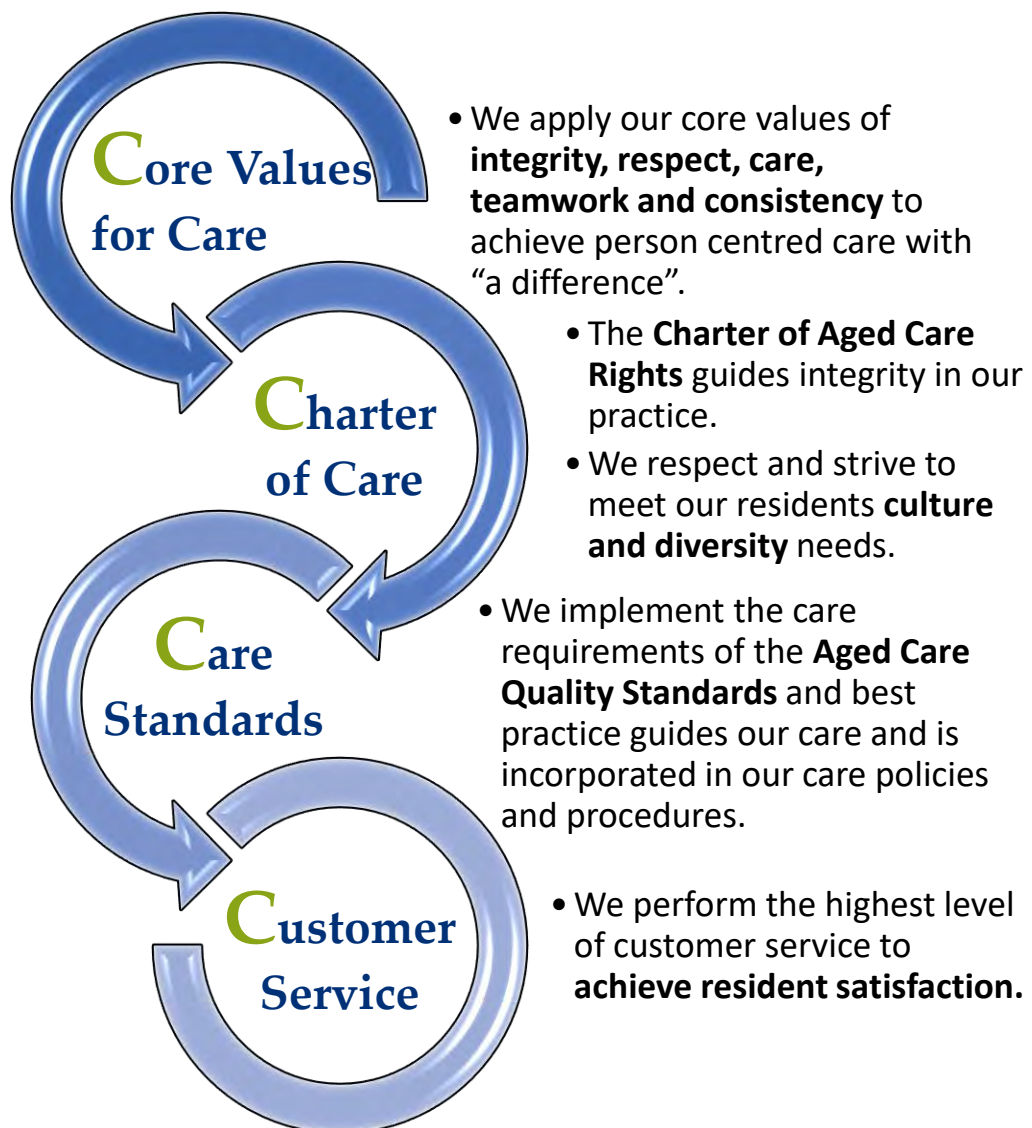 Core Values
for Care
• We apply our core values of
integrity, respect, care,
teamwork and consistency to
achieve person centred care with
“a difference”.
Charter
of Care
• The Charter of Aged Care
Rights guides integrity in our
practice.
• We respect and strive to
meet our residents culture
and diversity needs.
Care
Standards
• We implement the care
requirements of the Aged Care
Quality Standards and best
practice guides our care and is
incorporated in our care policies
and procedures.
Customer
Service
• We perform the highest level
of customer service to
achieve resident satisfaction.